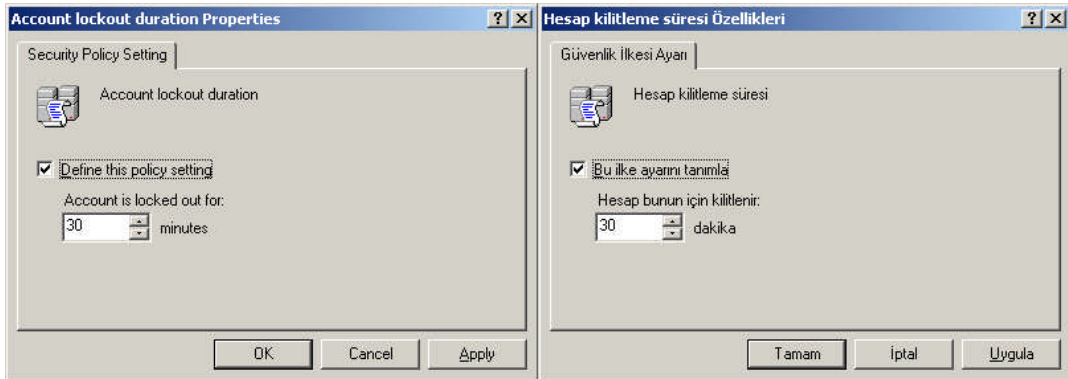 Account lockout duration Properties
Security Policy Setting
Account lockout duration
Define this policy setting
Account is locked out for:
30 minutes
OK Cancel Apply
Hesap kilitleme süresi Özellikleri
Güvenlik İlkesi Ayarı
Hesap kilitleme süresi
Bu ilke ayarını tanımla
Hesap bunun için kilitlenir:
30 dakika
Tamam İptal Uygula